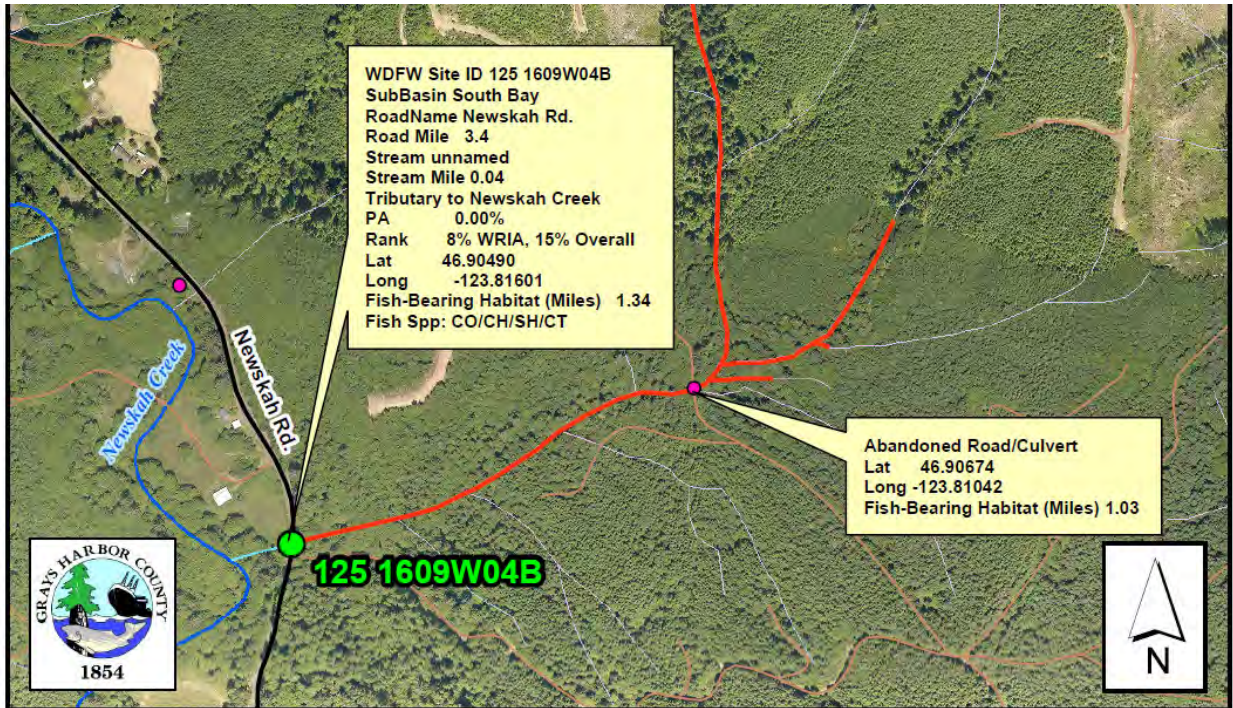 WDFW Site ID 125 1609W04B
SubBasin South Bay
RoadName Newskah Rd.
Road Mile 3.4
Stream unnamed
Stream Mile 0.04
Tributary to Newskah Creek
PA 0.00%
Rank 8% WRIA, 15% Overall
Lat 46.90490
Long -123.81601
Fish-Bearing Habitat (Miles) 1.34
Fish Spp: CO/CH/SH/CT
Newskah Creek
Newskah Rd.
Abandoned Road/Culvert
Lat 46.90674
Long -123.81042
Fish-Bearing Habitat (Miles) 1.03
125 1609W04B
GRAYS HARBOR COUNTY
1854
N